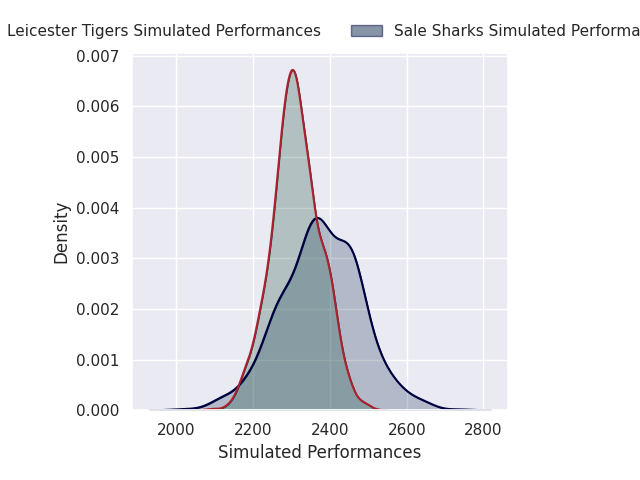 Leicester Tigers Simulated Performances Sale Sharks Simulated Performa
0.007
0.006
0.005
0.004
0.003
0.002
0.001
0.000
Density
2000 2200 2400 2600 2800
Simulated Performances